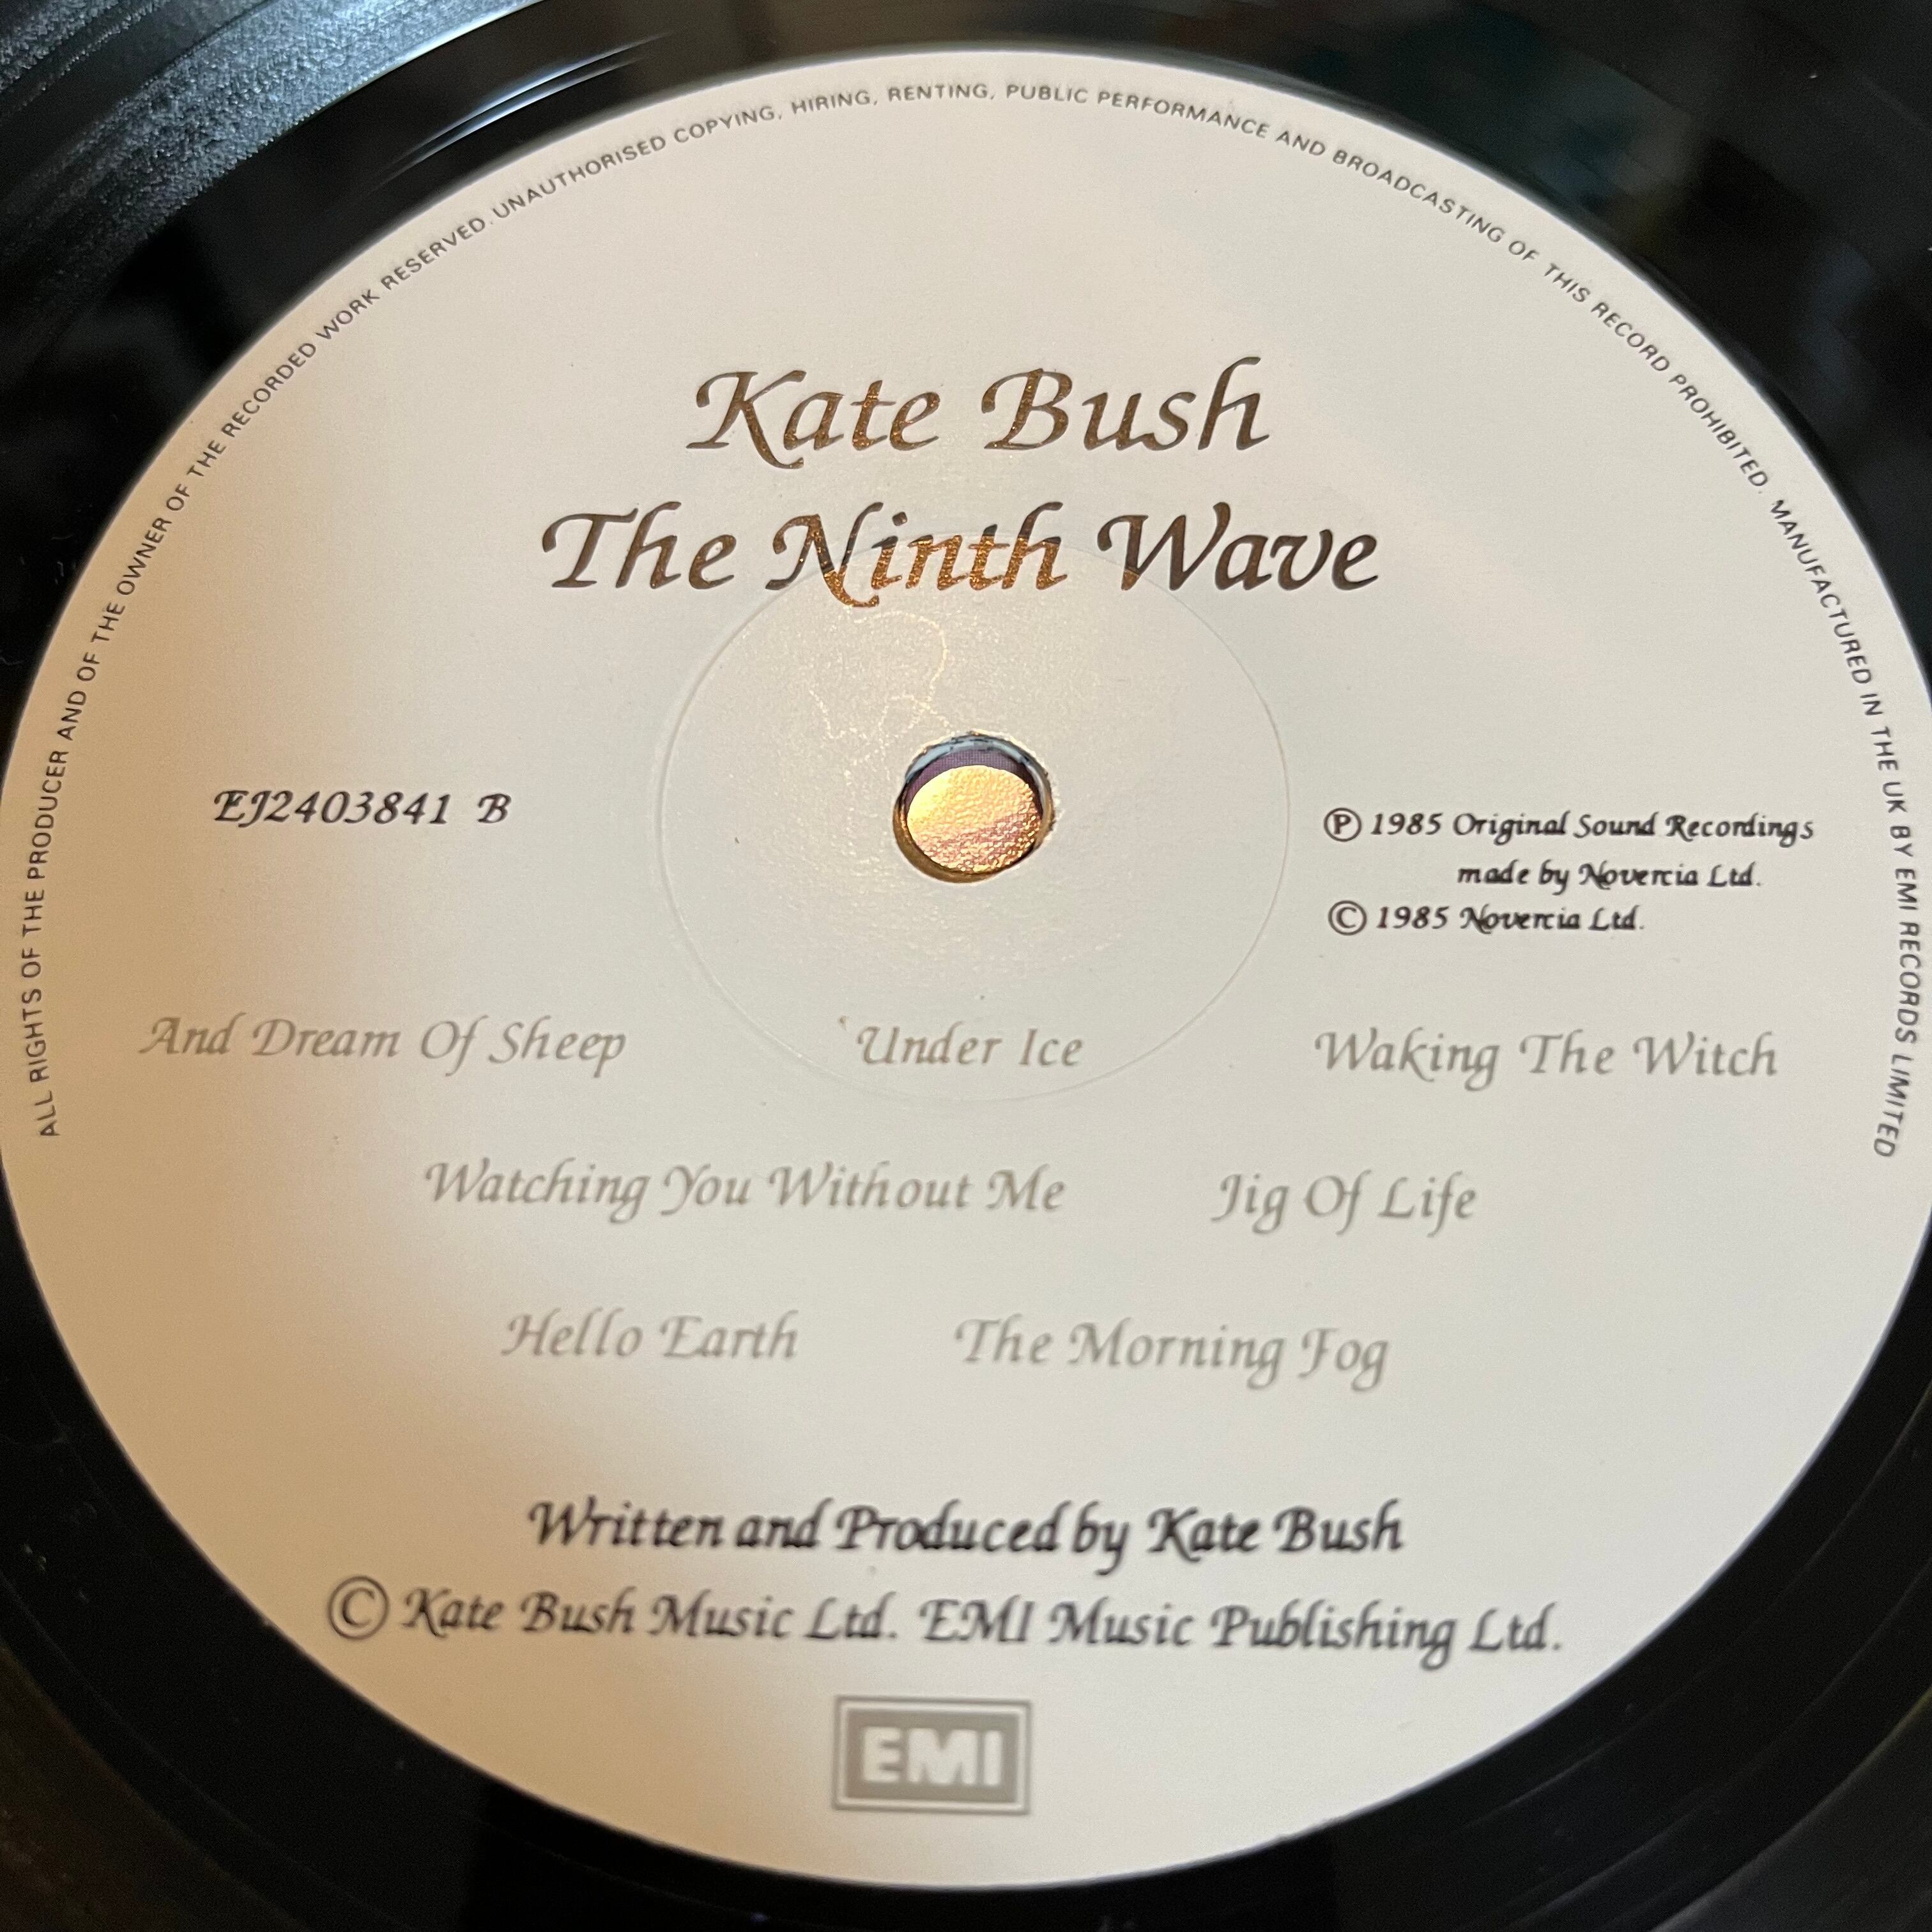 ALL RIGHTS OF THE PRODUCER AND OF THE OWNER OF THE RECORDED WORK RESERVED. UNAUTHORISED COPYING, HIRING, RENTING, PUBLIC PERFORMANCE AND BROADCASTING OF THIS RECORD PROHIBITED. MANUFACTURED IN THE UK BY EMI RECORDS LIMITED
Kate Bush
The Ninth Wave
EJ2403841 B
℗ 1985 Original Sound Recordings
made by Novercia Ltd.
© 1985 Novercia Ltd.
And Dream Of Sheep Under Ice Waking The Witch
Watching You Without Me Jig Of Life
Hello Earth The Morning Fog
Written and Produced by Kate Bush
© Kate Bush Music Ltd. EMI Music Publishing Ltd.
EMI